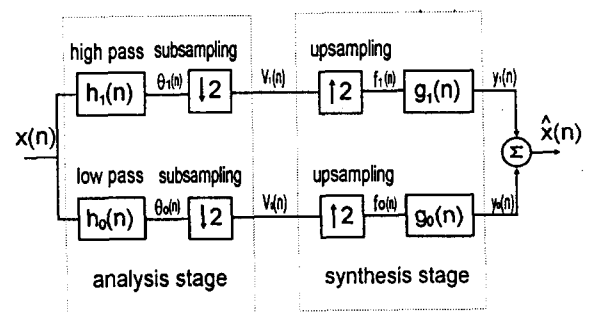 high pass subsampling upsampling
h₁(n) θ₁(n) ↓2 V₁(n) ↑2 f₁(n) g₁(n) y₁(n)
x(n) Σ x̂(n)
low pass subsampling upsampling
h₀(n) θ₀(n) ↓2 V₀(n) ↑2 f₀(n) g₀(n) y₀(n)
analysis stage synthesis stage